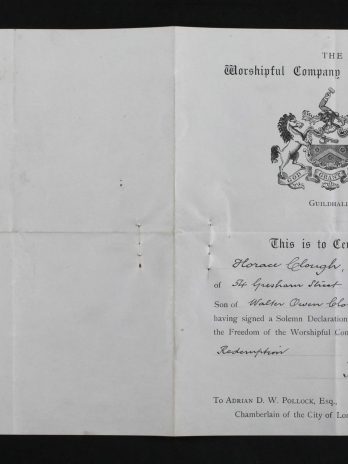 THE
Worshipful Company
GOD GRANT
GUILDHALL
This is to Cer
Horace Clough,
of 54 Gresham Street
Son of Walter Owen Clo
having signed a Solemn Declaration
the Freedom of the Worshipful Com
Redemption
To ADRIAN D. W. POLLOCK, ESQ.,
Chamberlain of the City of Lon